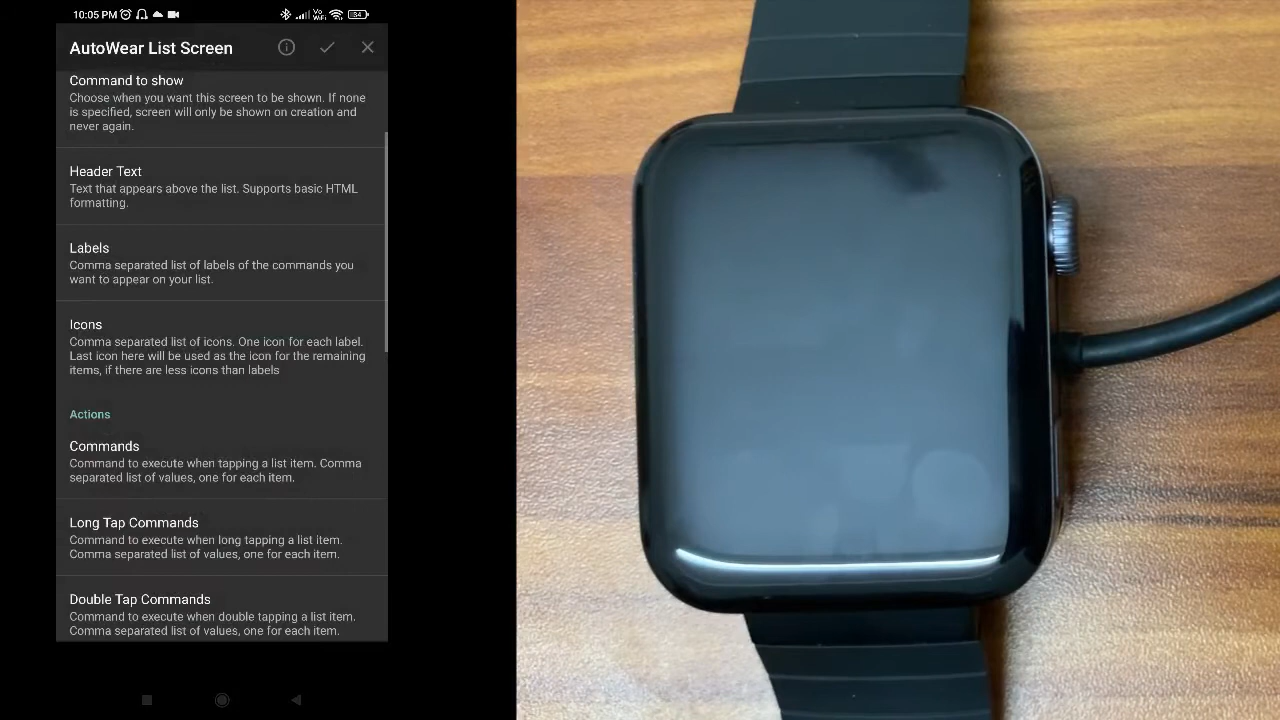 10:05 PM
Vo
WiFi
34
AutoWear List Screen
Command to show
Choose when you want this screen to be shown. If none
is specified, screen will only be shown on creation and
never again.
Header Text
Text that appears above the list. Supports basic HTML
formatting.
Labels
Comma separated list of labels of the commands you
want to appear on your list.
Icons
Comma separated list of icons. One icon for each label.
Last icon here will be used as the icon for the remaining
items, if there are less icons than labels
Actions
Commands
Command to execute when tapping a list item. Comma
separated list of values, one for each item.
Long Tap Commands
Command to execute when long tapping a list item.
Comma separated list of values, one for each item.
Double Tap Commands
Command to execute when double tapping a list item.
Comma separated list of values, one for each item.